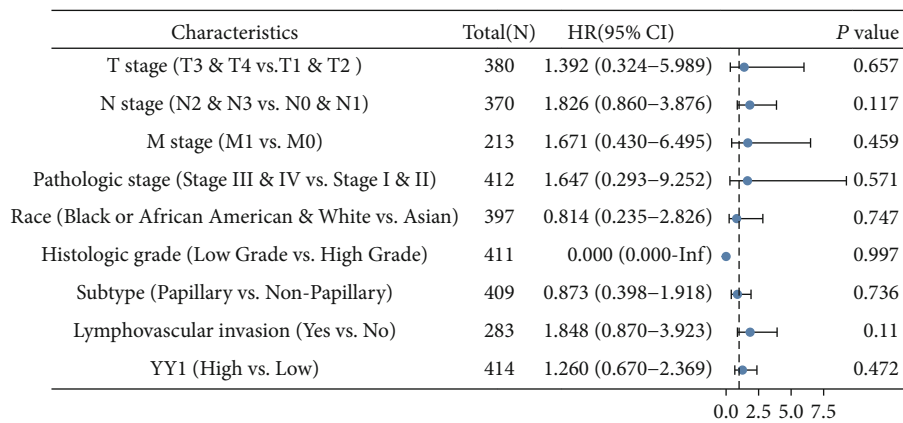 Characteristics Total(N) HR(95% CI) P value
T stage (T3 & T4 vs.T1 & T2 ) 380 1.392 (0.324−5.989) 0.657
N stage (N2 & N3 vs. N0 & N1) 370 1.826 (0.860−3.876) 0.117
M stage (M1 vs. M0) 213 1.671 (0.430−6.495) 0.459
Pathologic stage (Stage III & IV vs. Stage I & II) 412 1.647 (0.293−9.252) 0.571
Race (Black or African American & White vs. Asian) 397 0.814 (0.235−2.826) 0.747
Histologic grade (Low Grade vs. High Grade) 411 0.000 (0.000-Inf) 0.997
Subtype (Papillary vs. Non-Papillary) 409 0.873 (0.398−1.918) 0.736
Lymphovascular invasion (Yes vs. No) 283 1.848 (0.870−3.923) 0.11
YY1 (High vs. Low) 414 1.260 (0.670−2.369) 0.472
0.0 2.5 5.0 7.5